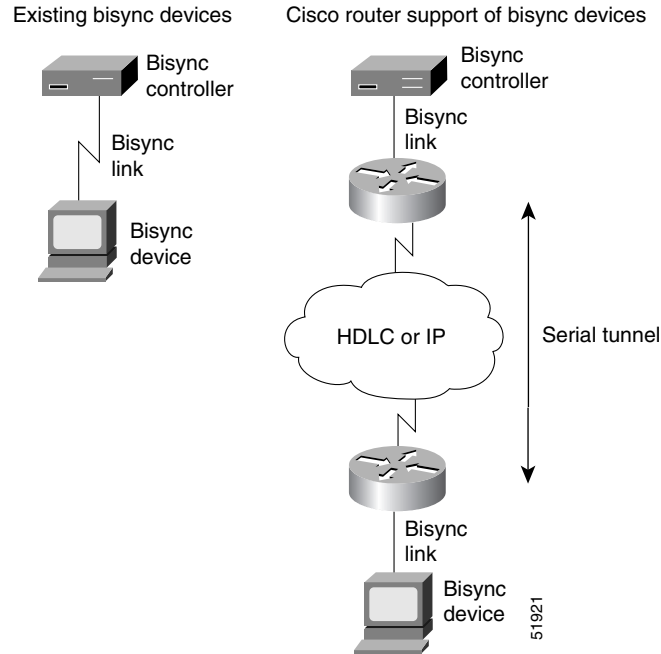 Existing bisync devices
Bisync
controller
Bisync
link
Bisync
device
Cisco router support of bisync devices
Bisync
controller
Bisync
link
HDLC or IP
Serial tunnel
Bisync
link
Bisync
device
51921